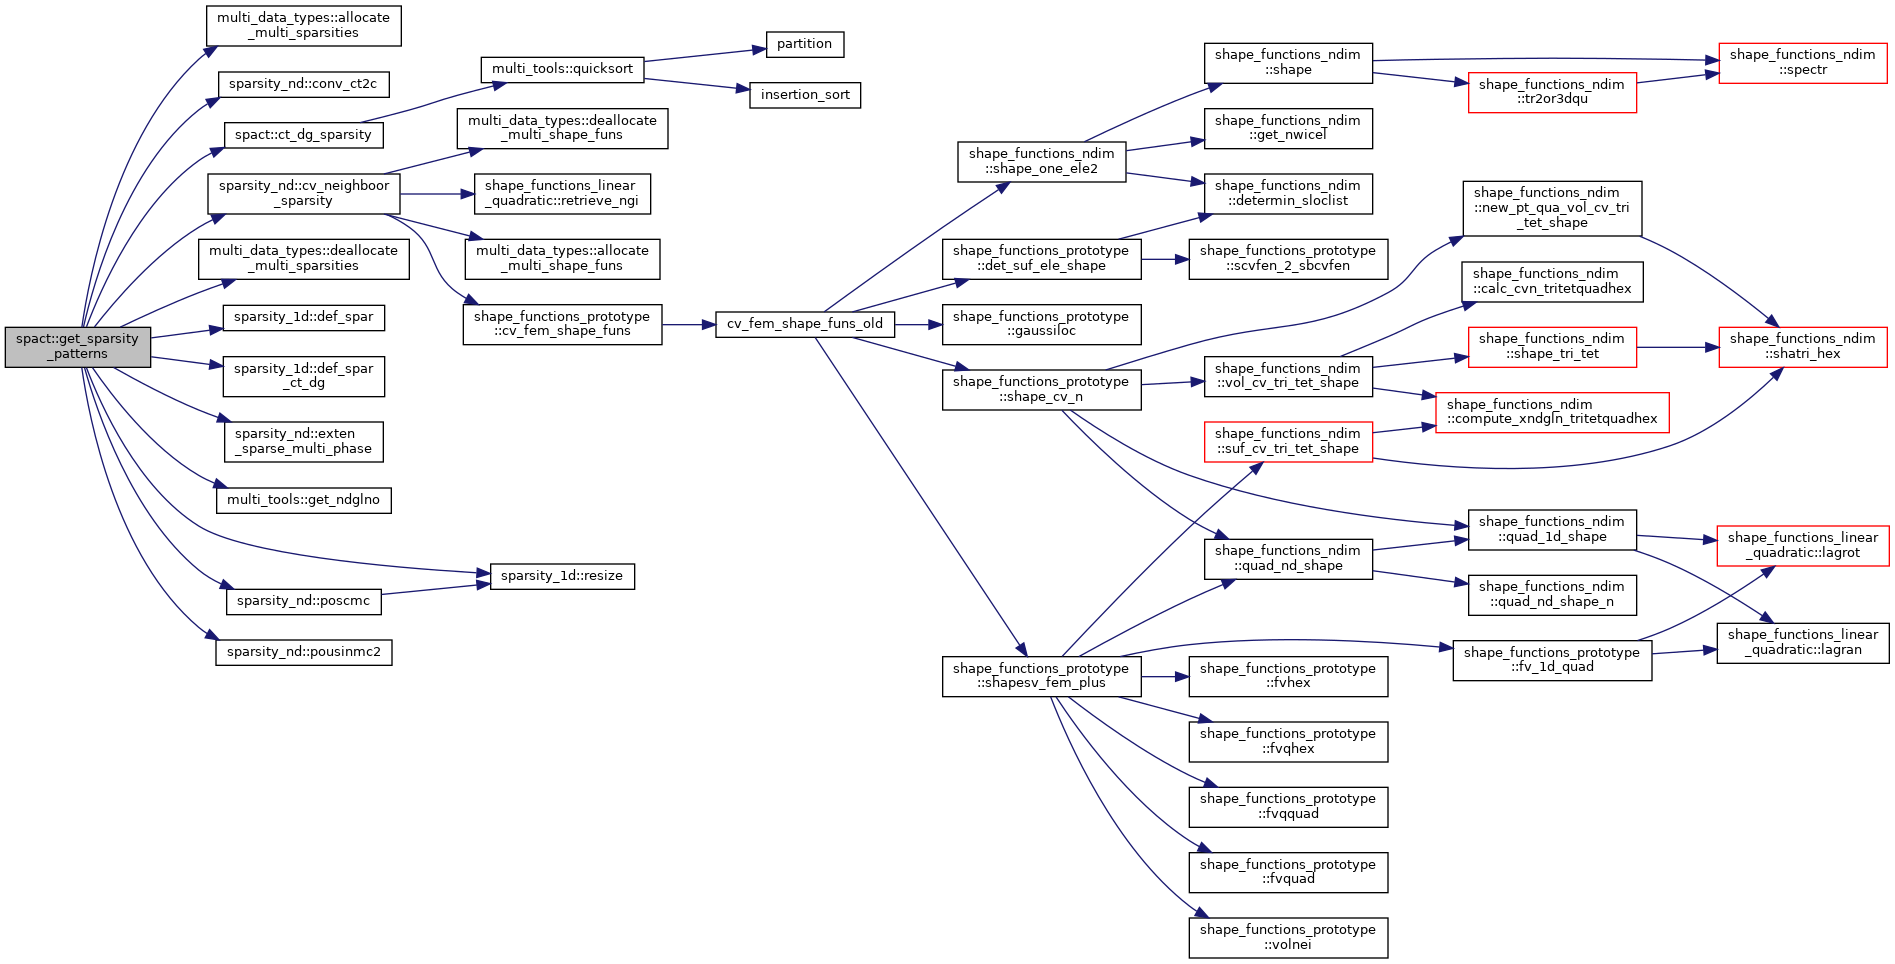 spact::get_sparsity
_patterns
multi_data_types::allocate
_multi_sparsities
sparsity_nd::conv_ct2c
spact::ct_dg_sparsity
sparsity_nd::cv_neighboor
_sparsity
multi_data_types::deallocate
_multi_sparsities
sparsity_1d::def_spar
sparsity_1d::def_spar
_ct_dg
sparsity_nd::exten
_sparse_multi_phase
multi_tools::get_ndglno
sparsity_nd::poscmc
sparsity_nd::pousinmc2
multi_tools::quicksort
multi_data_types::deallocate
_multi_shape_funs
shape_functions_linear
_quadratic::retrieve_ngi
multi_data_types::allocate
_multi_shape_funs
shape_functions_prototype
::cv_fem_shape_funs
sparsity_1d::resize
partition
insertion_sort
cv_fem_shape_funs_old
shape_functions_ndim
::shape_one_ele2
shape_functions_prototype
::det_suf_ele_shape
shape_functions_prototype
::gaussiloc
shape_functions_prototype
::shape_cv_n
shape_functions_prototype
::shapesv_fem_plus
shape_functions_ndim
::shape
shape_functions_ndim
::get_nwicel
shape_functions_ndim
::determin_sloclist
shape_functions_prototype
::scvfen_2_sbcvfen
shape_functions_ndim
::vol_cv_tri_tet_shape
shape_functions_ndim
::suf_cv_tri_tet_shape
shape_functions_ndim
::quad_nd_shape
shape_functions_prototype
::fvhex
shape_functions_prototype
::fvqhex
shape_functions_prototype
::fvqquad
shape_functions_prototype
::fvquad
shape_functions_prototype
::volnei
shape_functions_ndim
::tr2or3dqu
shape_functions_ndim
::new_pt_qua_vol_cv_tri
_tet_shape
shape_functions_ndim
::calc_cvn_tritetquadhex
shape_functions_ndim
::shape_tri_tet
shape_functions_ndim
::compute_xndgln_tritetquadhex
shape_functions_ndim
::quad_1d_shape
shape_functions_ndim
::quad_nd_shape_n
shape_functions_prototype
::fv_1d_quad
shape_functions_ndim
::spectr
shape_functions_ndim
::shatri_hex
shape_functions_linear
_quadratic::lagrot
shape_functions_linear
_quadratic::lagran